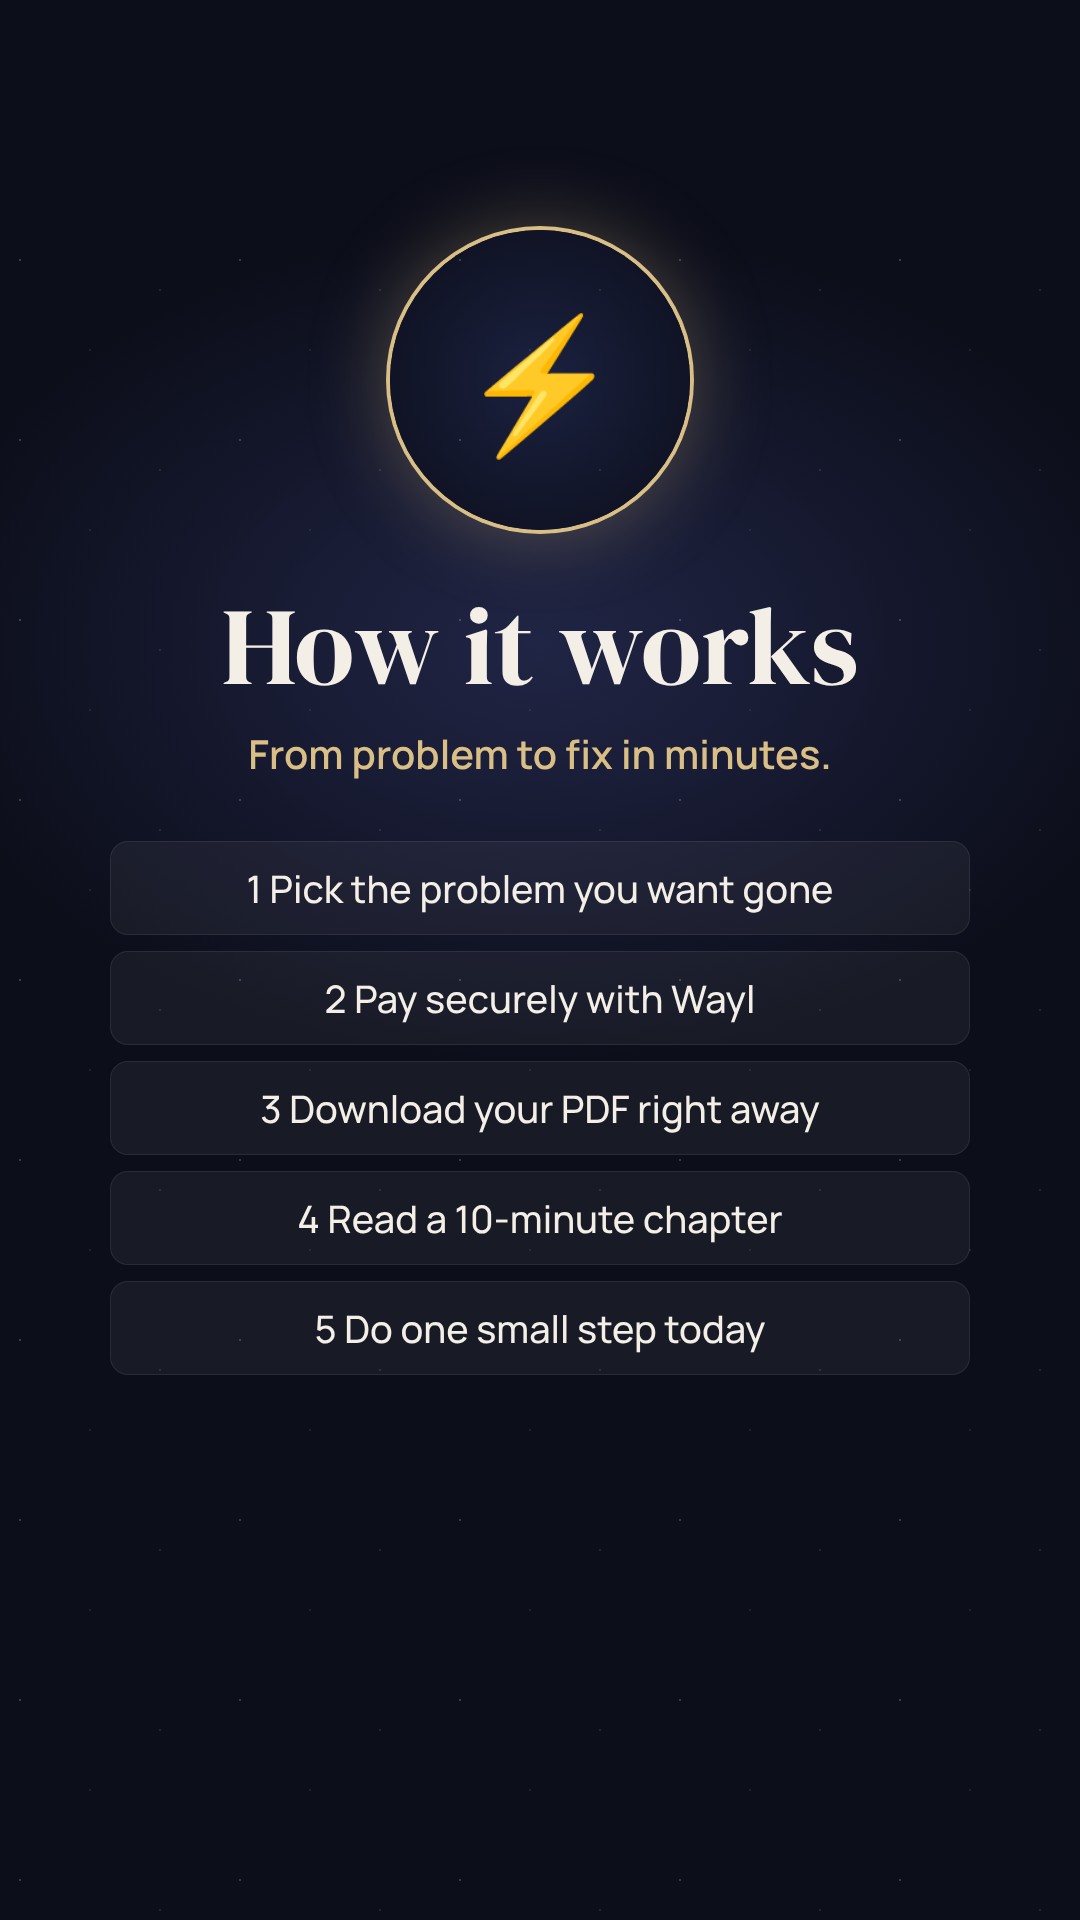 How it works
From problem to fix in minutes.
1 Pick the problem you want gone
2 Pay securely with Wayl
3 Download your PDF right away
4 Read a 10-minute chapter
5 Do one small step today